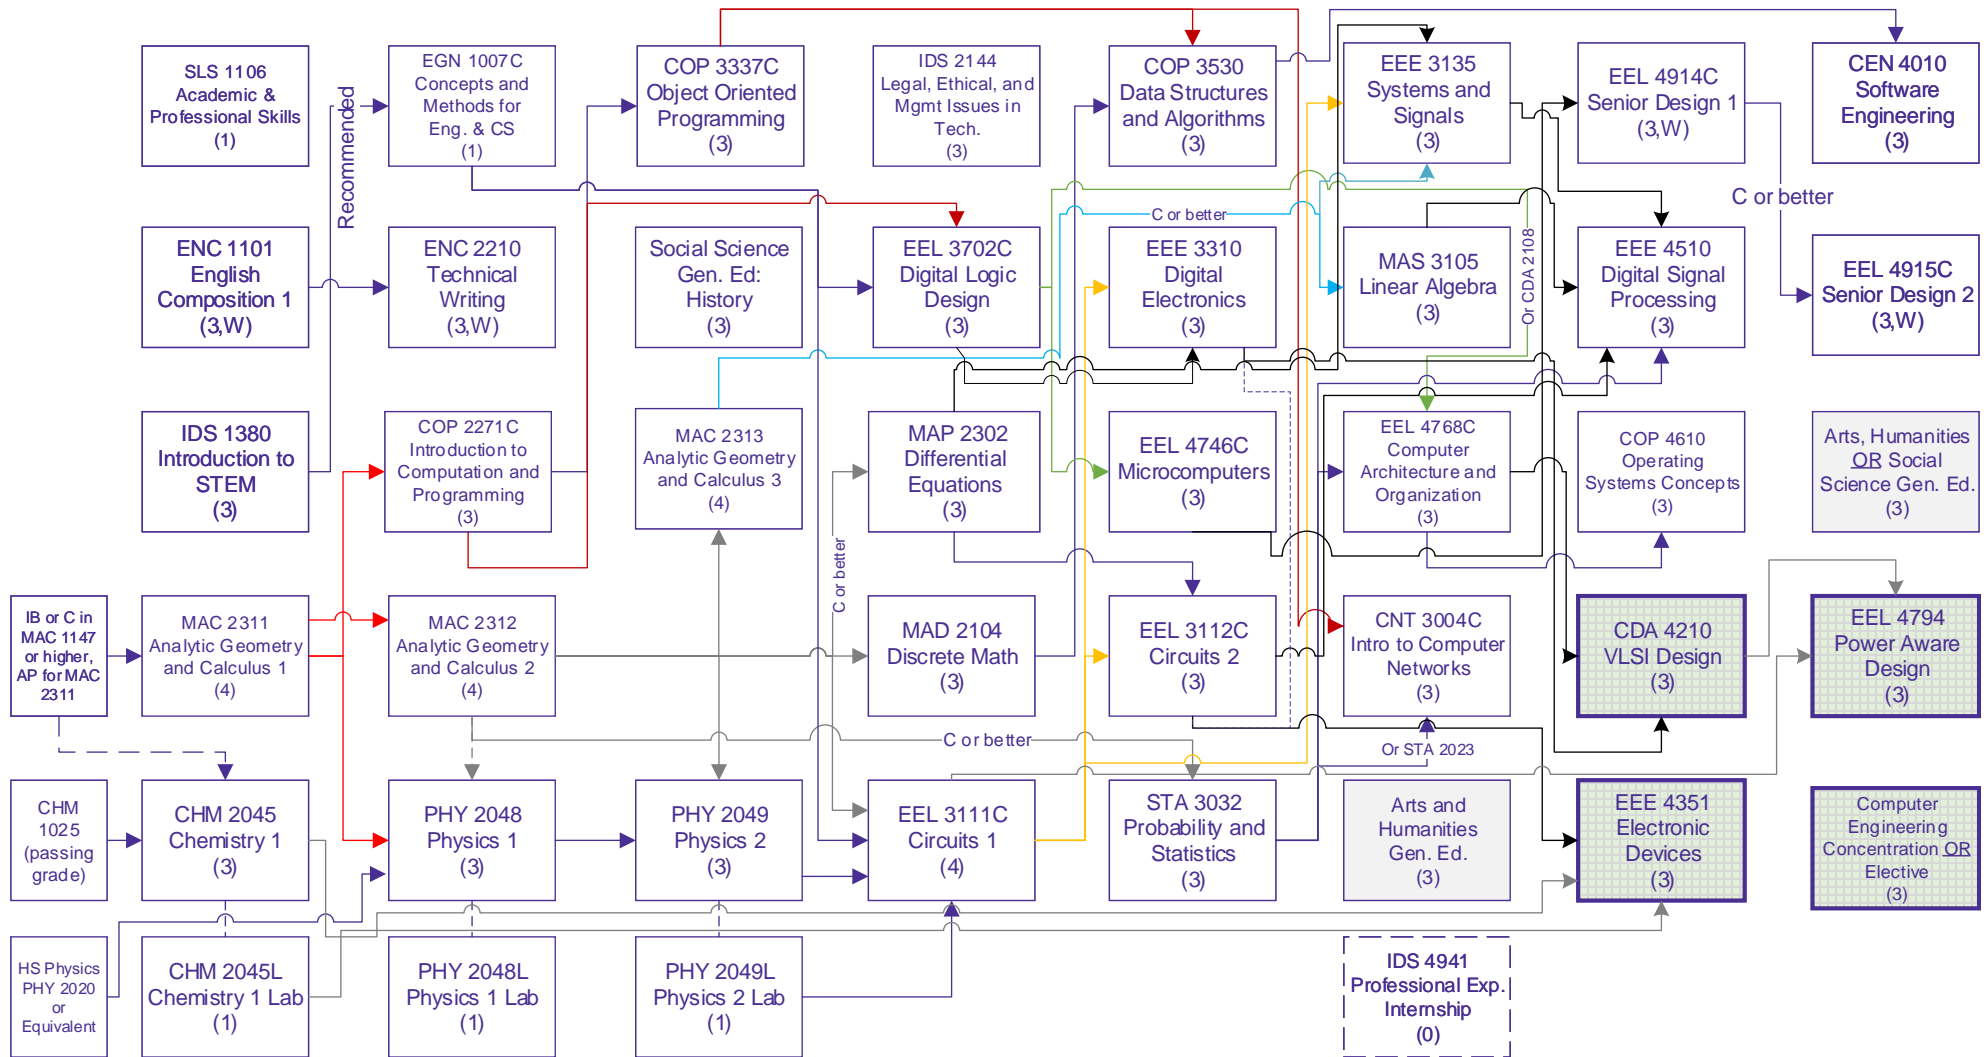 SLS 1106
Academic &
Professional Skills
(1)
EGN 1007C
Concepts and
Methods for
Eng. & CS
(1)
COP 3337C
Object Oriented
Programming
(3)
IDS 2144
Legal, Ethical, and
Mgmt Issues in
Tech.
(3)
COP 3530
Data Structures
and Algorithms
(3)
EEE 3135
Systems and
Signals
(3)
EEL 4914C
Senior Design 1
(3,W)
CEN 4010
Software
Engineering
(3)
Recommended
C or better
C or better
ENC 1101
English
Composition 1
(3,W)
ENC 2210
Technical
Writing
(3,W)
Social Science
Gen. Ed:
History
(3)
EEL 3702C
Digital Logic
Design
(3)
EEE 3310
Digital
Electronics
(3)
MAS 3105
Linear Algebra
(3)
Or CDA 2108
EEE 4510
Digital Signal
Processing
(3)
EEL 4915C
Senior Design 2
(3,W)
IDS 1380
Introduction to
STEM
(3)
COP 2271C
Introduction to
Computation and
Programming
(3)
MAC 2313
Analytic Geometry
and Calculus 3
(4)
MAP 2302
Differential
Equations
(3)
EEL 4746C
Microcomputers
(3)
EEL 4768C
Computer
Architecture and
Organization
(3)
COP 4610
Operating
Systems Concepts
(3)
Arts, Humanities
OR Social
Science Gen. Ed.
(3)
C or better
IB or C in
MAC 1147
or higher,
AP for MAC
2311
MAC 2311
Analytic Geometry
and Calculus 1
(4)
MAC 2312
Analytic Geometry
and Calculus 2
(4)
MAD 2104
Discrete Math
(3)
EEL 3112C
Circuits 2
(3)
CNT 3004C
Intro to Computer
Networks
(3)
CDA 4210
VLSI Design
(3)
EEL 4794
Power Aware
Design
(3)
C or better
Or STA 2023
CHM
1025
(passing
grade)
CHM 2045
Chemistry 1
(3)
PHY 2048
Physics 1
(3)
PHY 2049
Physics 2
(3)
EEL 3111C
Circuits 1
(4)
STA 3032
Probability and
Statistics
(3)
Arts and
Humanities
Gen. Ed.
(3)
EEE 4351
Electronic
Devices
(3)
Computer
Engineering
Concentration OR
Elective
(3)
HS Physics
PHY 2020
or
Equivalent
CHM 2045L
Chemistry 1 Lab
(1)
PHY 2048L
Physics 1 Lab
(1)
PHY 2049L
Physics 2 Lab
(1)
IDS 4941
Professional Exp.
Internship
(0)